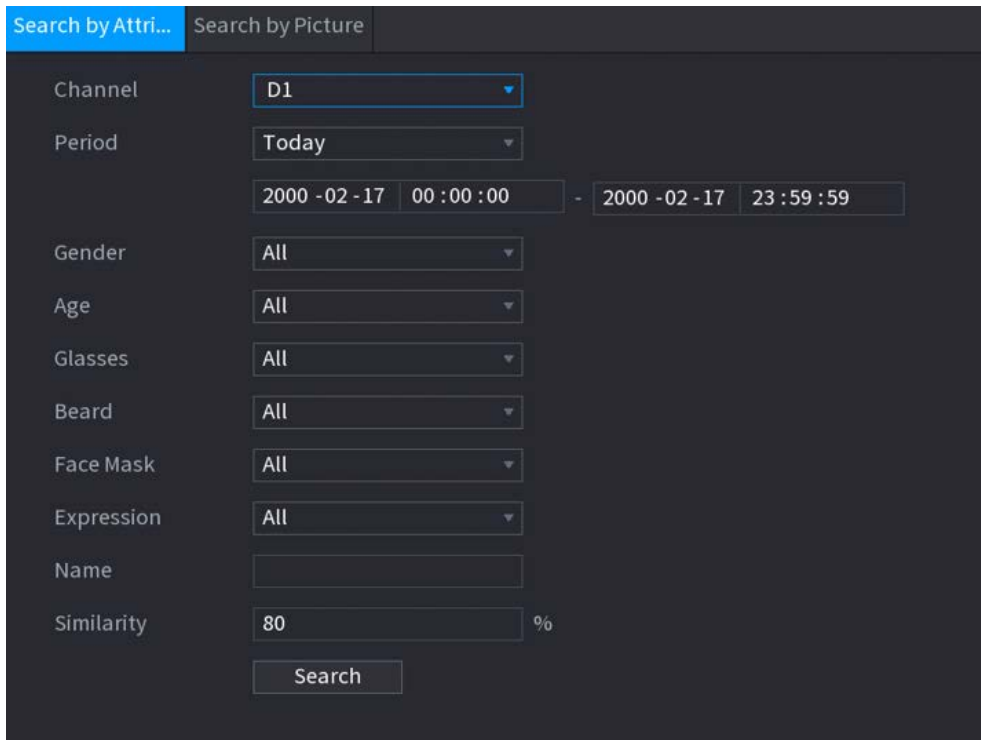 Search by Attri... Search by Picture
Channel D1
Period Today
2000 -02 -17 00 :00 :00 - 2000 -02 -17 23 :59 :59
Gender All
Age All
Glasses All
Beard All
Face Mask All
Expression All
Name
Similarity 80 %
Search